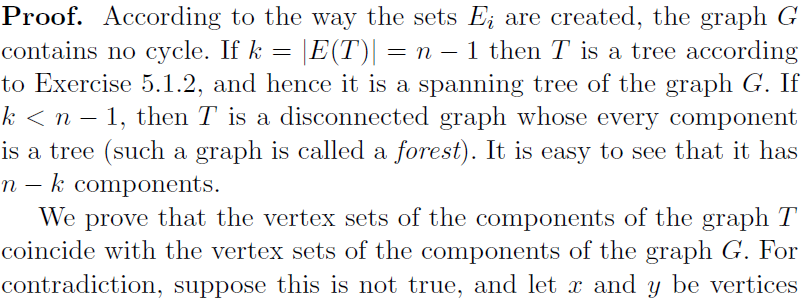 Proof. According to the way the sets E_i are created, the graph G
contains no cycle. If k = |E(T)| = n − 1 then T is a tree according
to Exercise 5.1.2, and hence it is a spanning tree of the graph G. If
k < n − 1, then T is a disconnected graph whose every component
is a tree (such a graph is called a forest). It is easy to see that it has
n − k components.
We prove that the vertex sets of the components of the graph T
coincide with the vertex sets of the components of the graph G. For
contradiction, suppose this is not true, and let x and y be vertices